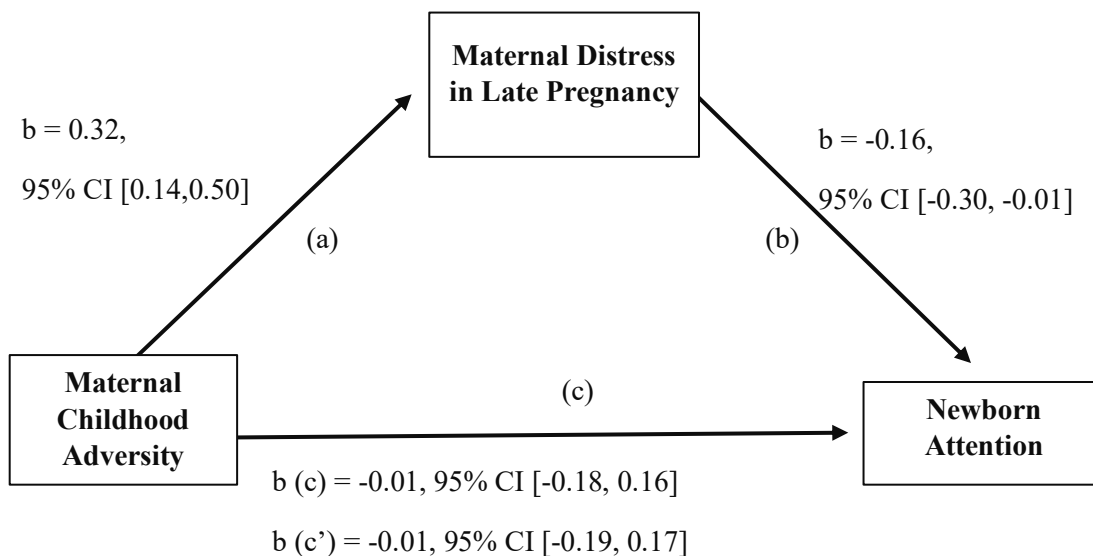 Maternal Distress
in Late Pregnancy
b = 0.32,
95% CI [0.14,0.50]
(a)
b = -0.16,
95% CI [-0.30, -0.01]
(b)
Maternal
Childhood
Adversity
(c)
Newborn
Attention
b (c) = -0.01, 95% CI [-0.18, 0.16]
b (c’) = -0.01, 95% CI [-0.19, 0.17]